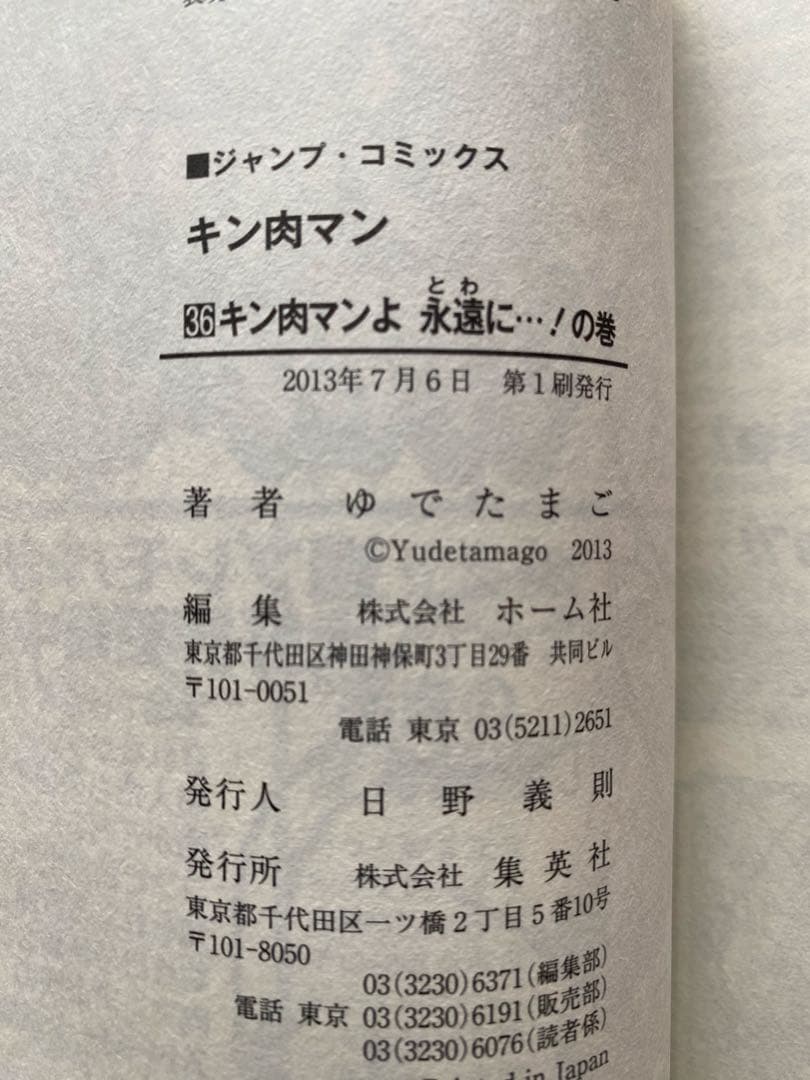 ■ジャンプ・コミックス
キン肉マン
36キン肉マンよ 永遠に…!の巻
とわ
2013年7月6日 第1刷発行
著者 ゆでたまご
©Yudetamago 2013
編集 株式会社 ホーム社
東京都千代田区神田神保町3丁目29番 共同ビル
〒101-0051
電話 東京 03(5211)2651
発行人 日野義則
発行所 株式会社 集英社
東京都千代田区一ツ橋2丁目5番10号
〒101-8050
03(3230)6371(編集部)
電話 東京 03(3230)6191(販売部)
03(3230)6076(読者係)
in Japan